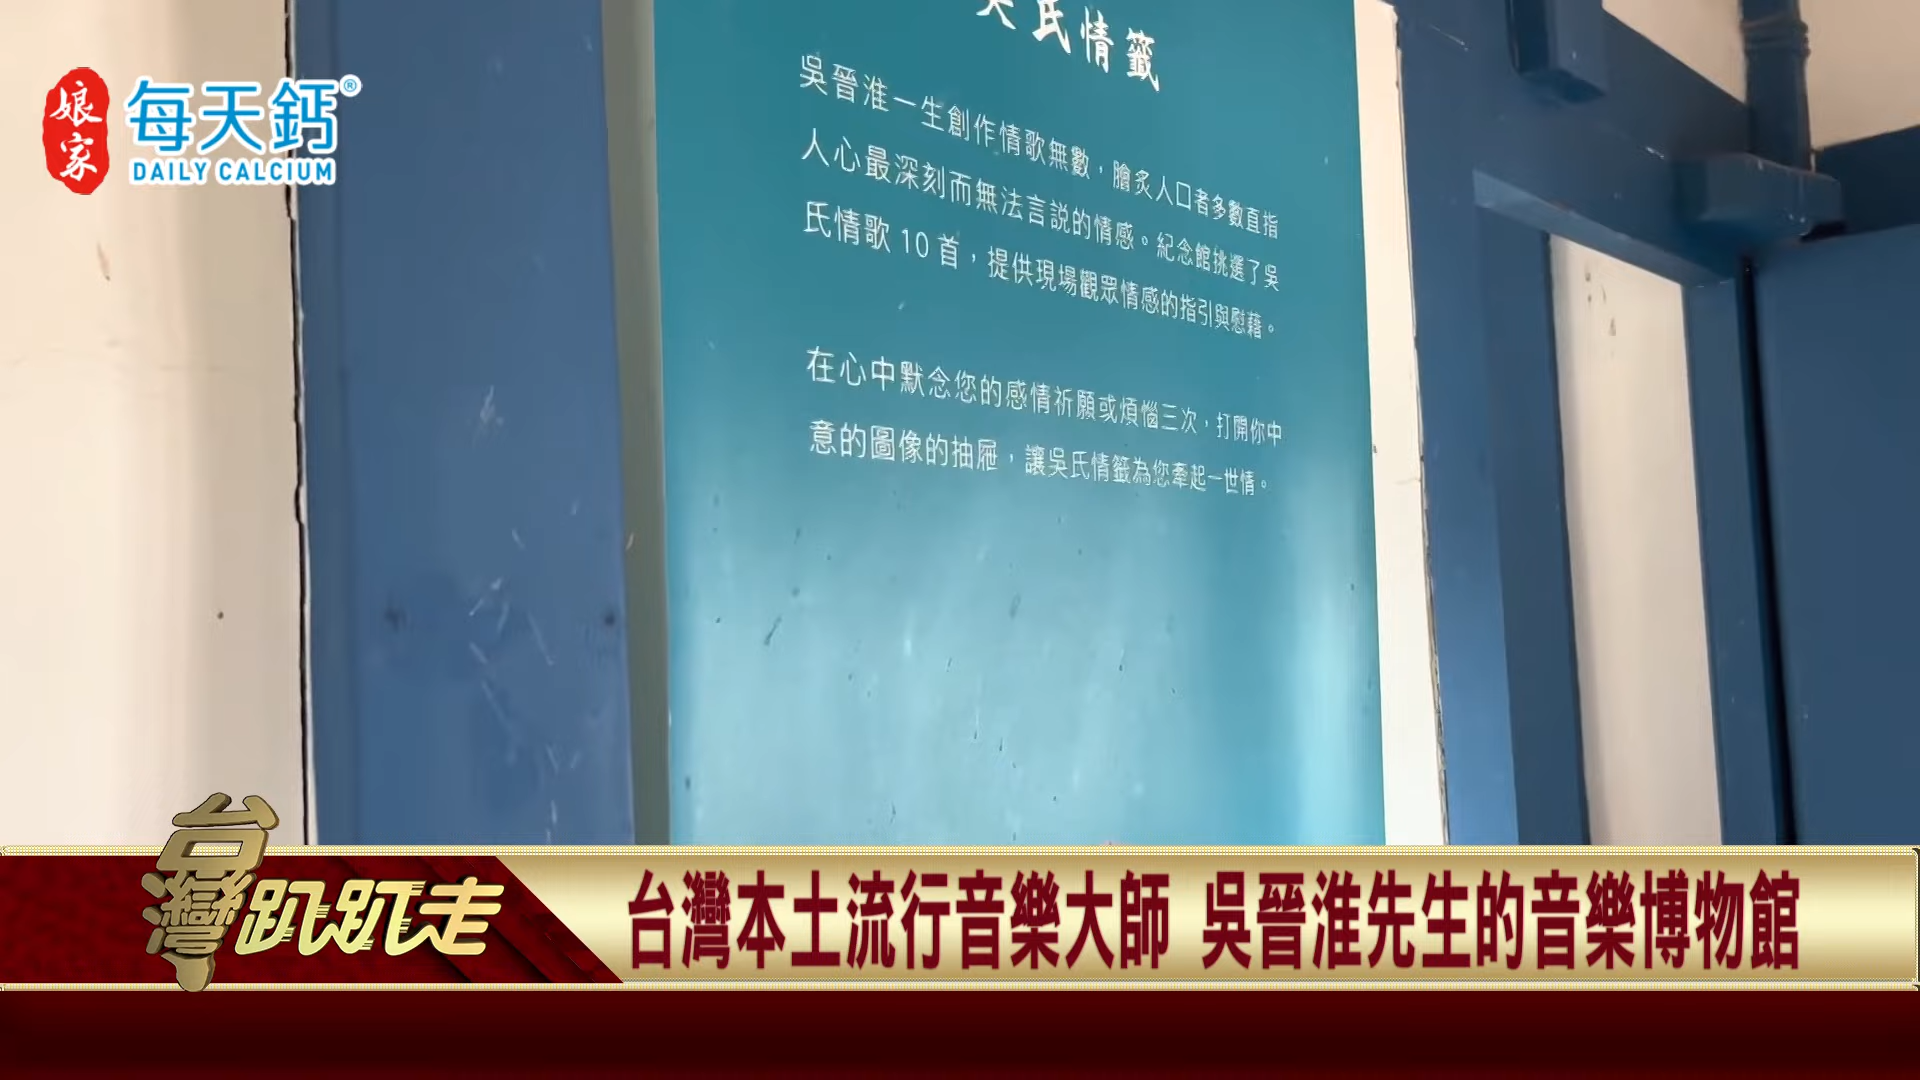 吳氏情籤
娘家
每天鈣®
DAILY CALCIUM
吳晉淮一生創作情歌無數，膾炙人口者多數直指
人心最深刻而無法言說的情感。紀念館挑選了吳
氏情歌 10 首，提供現場觀眾情感的指引與慰藉。
在心中默念您的感情祈願或煩惱三次，打開你中
意的圖像的抽屜，讓吳氏情籤為您牽起一世情。
台灣趴趴走
台灣本土流行音樂大師 吳晉淮先生的音樂博物館